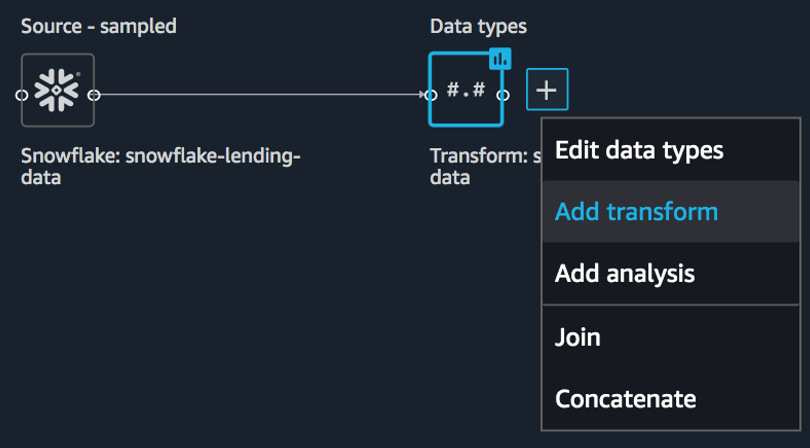 Source - sampled
Data types
#.#
Snowflake: snowflake-lending-
data
Transform: s
data
Edit data types
Add transform
Add analysis
Join
Concatenate